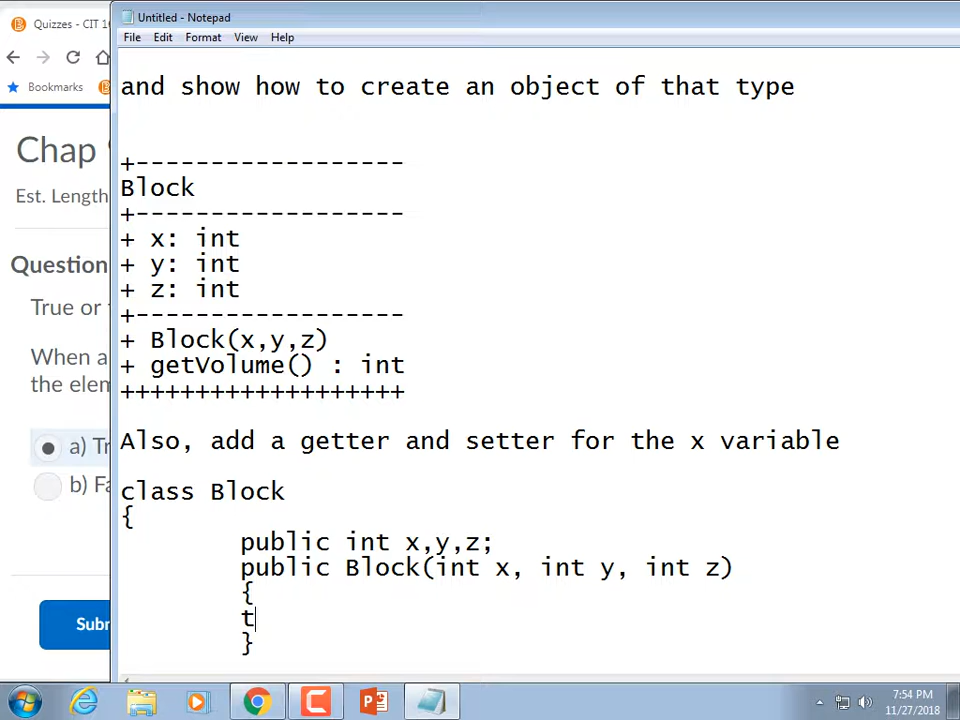 Quizzes - CIT 1
Untitled - Notepad
File Edit Format View Help
Bookmarks
Chap
Est. Length
Question
True or
When a
the elem
a) Tr
b) Fa
Subn
and show how to create an object of that type
+------------------
Block
+------------------
+ x: int
+ y: int
+ z: int
+------------------
+ Block(x,y,z)
+ getVolume() : int
+++++++++++++++++++
Also, add a getter and setter for the x variable
class Block
{
public int x,y,z;
public Block(int x, int y, int z)
{
t
}
7:54 PM
11/27/2018